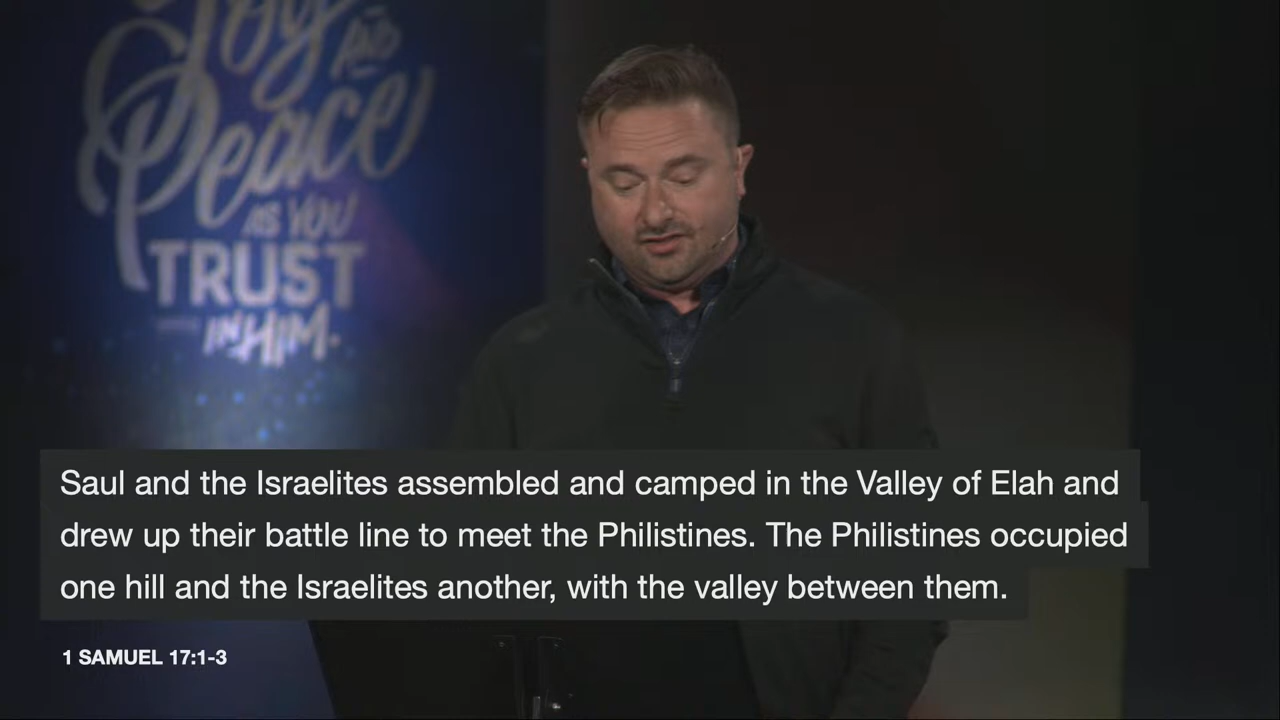 Joy AND
Peace
AS YOU
TRUST
IN HIM.
Saul and the Israelites assembled and camped in the Valley of Elah and
drew up their battle line to meet the Philistines. The Philistines occupied
one hill and the Israelites another, with the valley between them.
1 SAMUEL 17:1-3